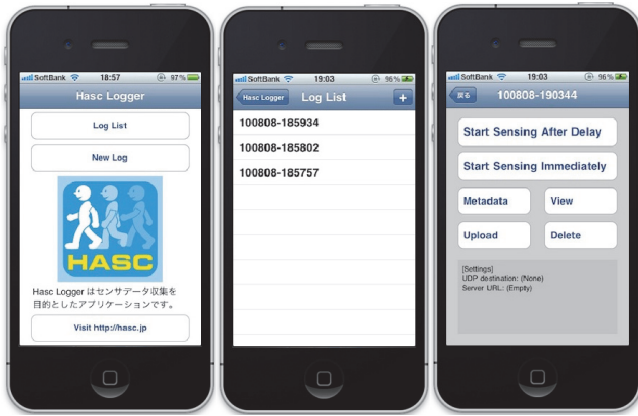 SoftBank 18:57 97%
Hasc Logger
Log List
New Log
HASC
Hasc Logger はセンサデータ収集を
目的としたアプリケーションです。
Visit http://hasc.jp
SoftBank 19:03 96%
Hasc Logger Log List +
100808-185934
100808-185802
100808-185757
SoftBank 19:03 96%
戻る 100808-190344
Start Sensing After Delay
Start Sensing Immediately
Metadata View
Upload Delete
[Settings]
UDP destination: (None)
Server URL: (Empty)